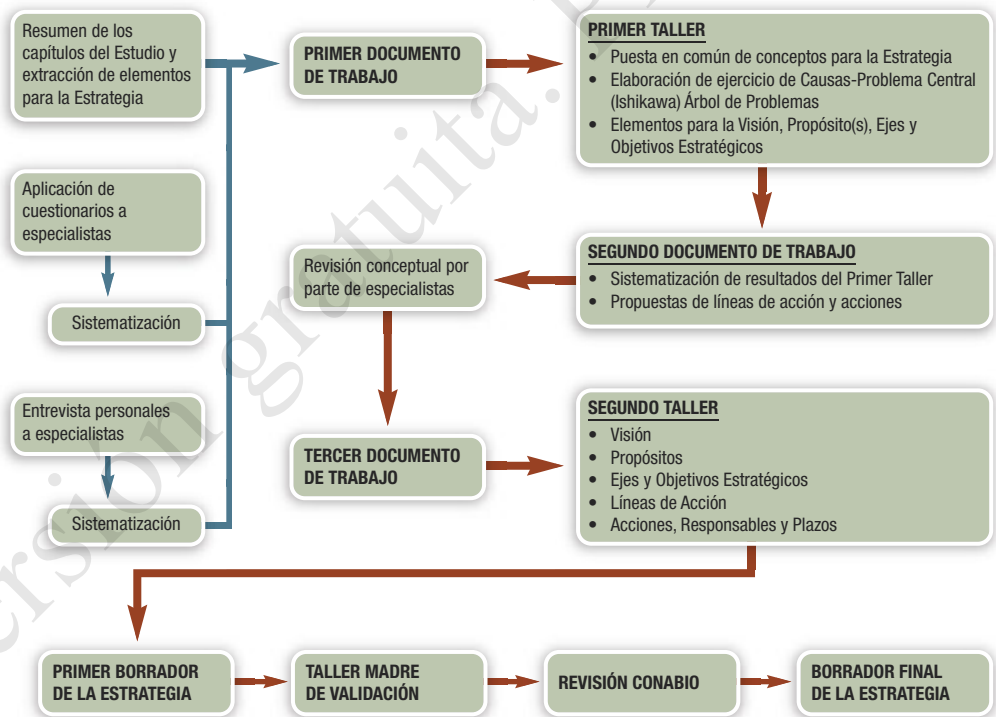 Resumen de los
capítulos del Estudio y
extracción de elementos
para la Estrategia
PRIMER DOCUMENTO
DE TRABAJO
PRIMER TALLER
• Puesta en común de conceptos para la Estrategia
• Elaboración de ejercicio de Causas-Problema Central
(Ishikawa) Árbol de Problemas
• Elementos para la Visión, Propósito(s), Ejes y
Objetivos Estratégicos
Aplicación de
cuestionarios a
especialistas
Sistematización
Revisión conceptual por
parte de especialistas
SEGUNDO DOCUMENTO DE TRABAJO
• Sistematización de resultados del Primer Taller
• Propuestas de líneas de acción y acciones
Entrevista personales
a especialistas
Sistematización
TERCER DOCUMENTO
DE TRABAJO
SEGUNDO TALLER
• Visión
• Propósitos
• Ejes y Objetivos Estratégicos
• Líneas de Acción
• Acciones, Responsables y Plazos
PRIMER BORRADOR
DE LA ESTRATEGIA
TALLER MADRE
DE VALIDACIÓN
REVISIÓN CONABIO
BORRADOR FINAL
DE LA ESTRATEGIA
ersión gratuita.